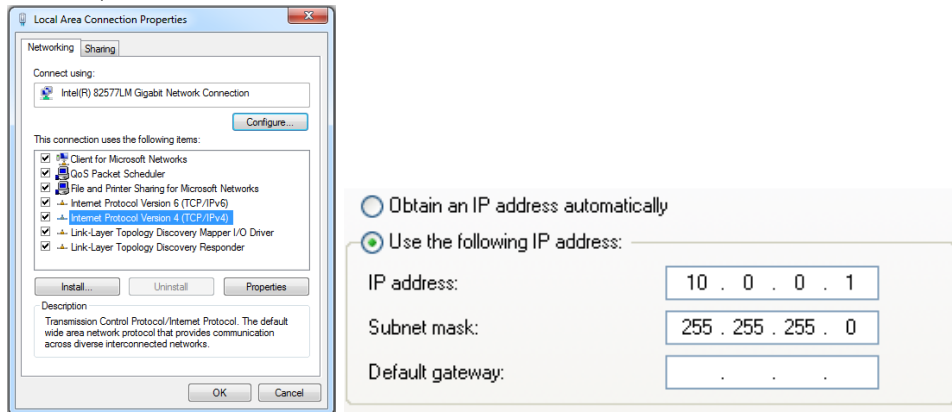 Local Area Connection Properties
Networking
Sharing
Connect using:
Intel(R) 82577LM Gigabit Network Connection
Configure...
This connection uses the following items:
Client for Microsoft Networks
QoS Packet Scheduler
File and Printer Sharing for Microsoft Networks
Internet Protocol Version 6 (TCP/IPv6)
Internet Protocol Version 4 (TCP/IPv4)
Link-Layer Topology Discovery Mapper I/O Driver
Link-Layer Topology Discovery Responder
Install...
Uninstall
Properties
Description
Transmission Control Protocol/Internet Protocol. The default
wide area network protocol that provides communication
across diverse interconnected networks.
OK
Cancel
Obtain an IP address automatically
Use the following IP address:
IP address: 10 . 0 . 0 . 1
Subnet mask: 255 . 255 . 255 . 0
Default gateway: . . .